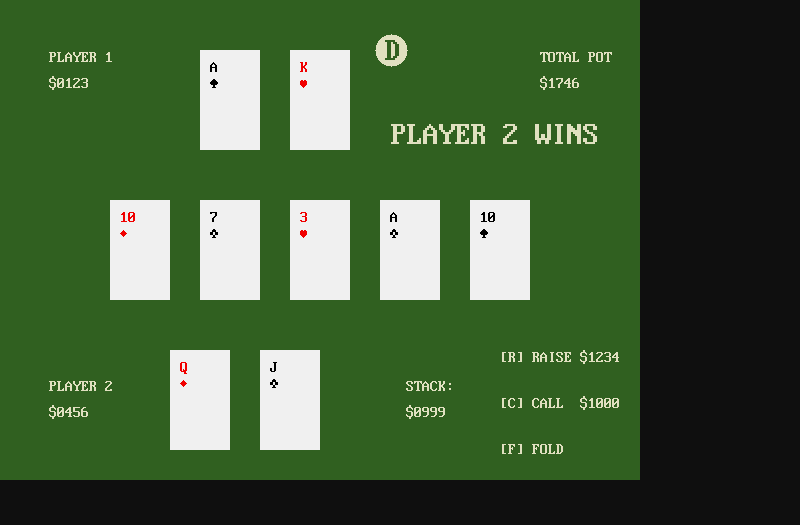 PLAYER 1
$0123
A♠
K♥
D
TOTAL POT
$1746
PLAYER 2 WINS
10♦
7♣
3♥
A♣
10♠
PLAYER 2
$0456
Q♦
J♣
STACK:
$0999
[R] RAISE $1234
[C] CALL  $1000
[F] FOLD